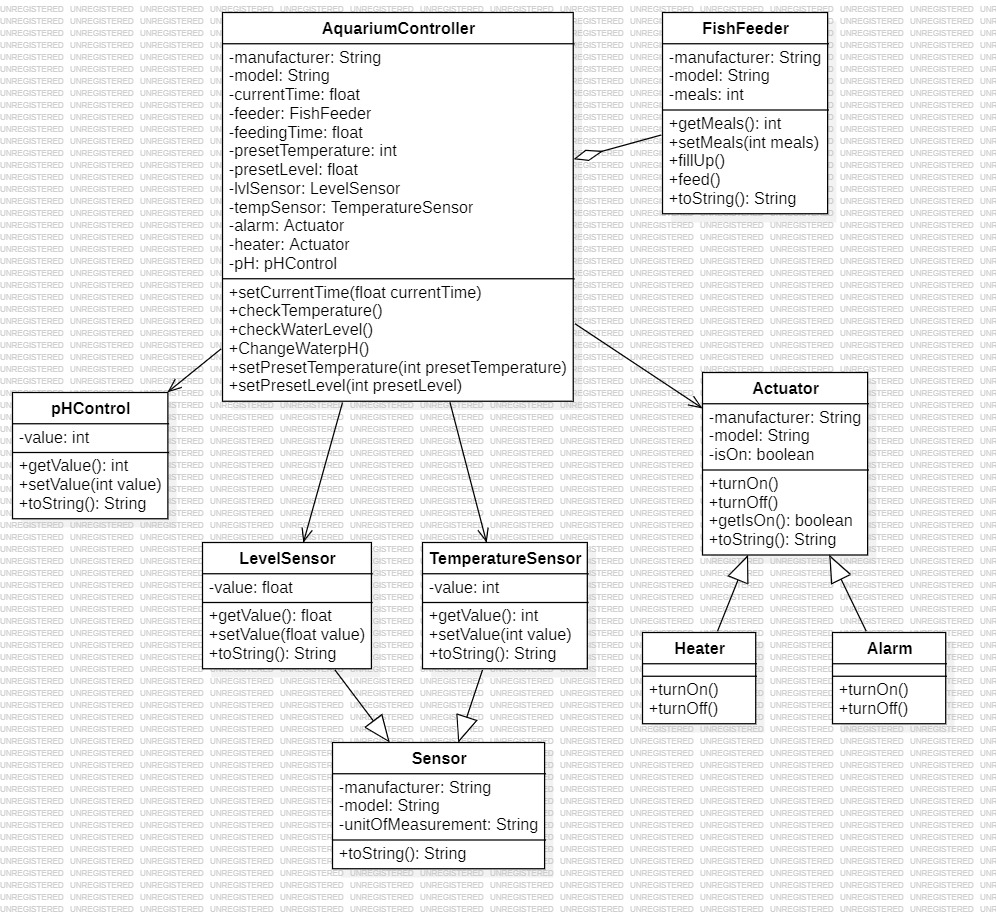 AquariumController
-manufacturer: String
-model: String
-currentTime: float
-feeder: FishFeeder
-feedingTime: float
-presetTemperature: int
-presetLevel: float
-lvlSensor: LevelSensor
-tempSensor: TemperatureSensor
-alarm: Actuator
-heater: Actuator
-pH: pHControl
+setCurrentTime(float currentTime)
+checkTemperature()
+checkWaterLevel()
+ChangeWaterpH()
+setPresetTemperature(int presetTemperature)
+setPresetLevel(int presetLevel)
FishFeeder
-manufacturer: String
-model: String
-meals: int
+getMeals(): int
+setMeals(int meals)
+fillUp()
+feed()
+toString(): String
pHControl
-value: int
+getValue(): int
+setValue(int value)
+toString(): String
Actuator
-manufacturer: String
-model: String
-isOn: boolean
+turnOn()
+turnOff()
+getIsOn(): boolean
+toString(): String
LevelSensor
-value: float
+getValue(): float
+setValue(float value)
+toString(): String
TemperatureSensor
-value: int
+getValue(): int
+setValue(int value)
+toString(): String
Heater
+turnOn()
+turnOff()
Alarm
+turnOn()
+turnOff()
Sensor
-manufacturer: String
-model: String
-unitOfMeasurement: String
+toString(): String
UNREGISTERED